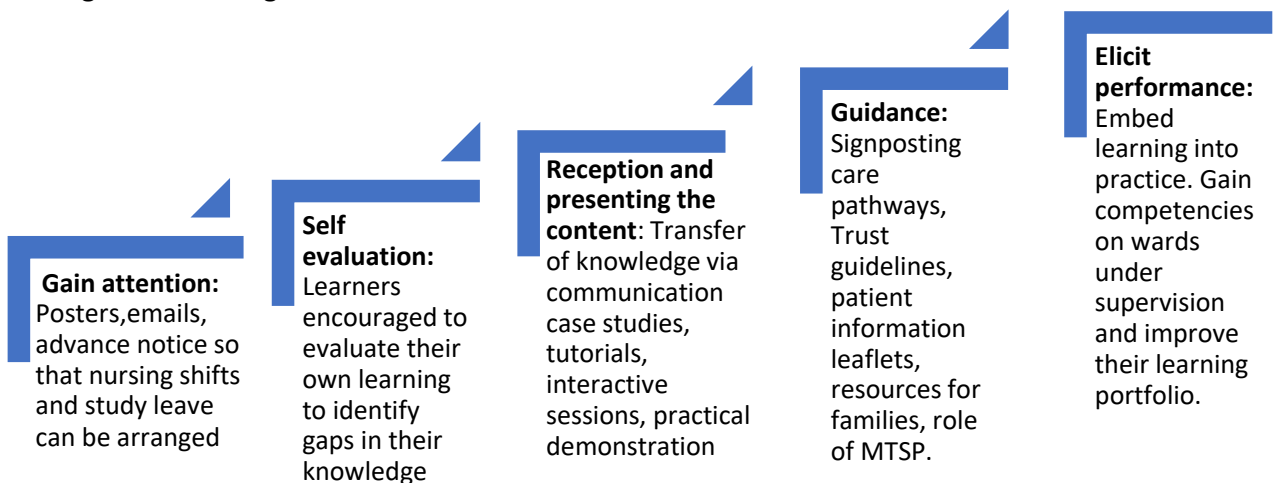 Gain attention:
Posters,emails,
advance notice so
that nursing shifts
and study leave
can be arranged
Self
evaluation:
Learners
encouraged to
evaluate their
own learning
to identify
gaps in their
knowledge
Reception and
presenting the
content: Transfer
of knowledge via
communication
case studies,
tutorials,
interactive
sessions, practical
demonstration
Guidance:
Signposting
care
pathways,
Trust
guidelines,
patient
information
leaflets,
resources for
families, role
of MTSP.
Elicit
performance:
Embed
learning into
practice. Gain
competencies
on wards
under
supervision
and improve
their learning
portfolio.